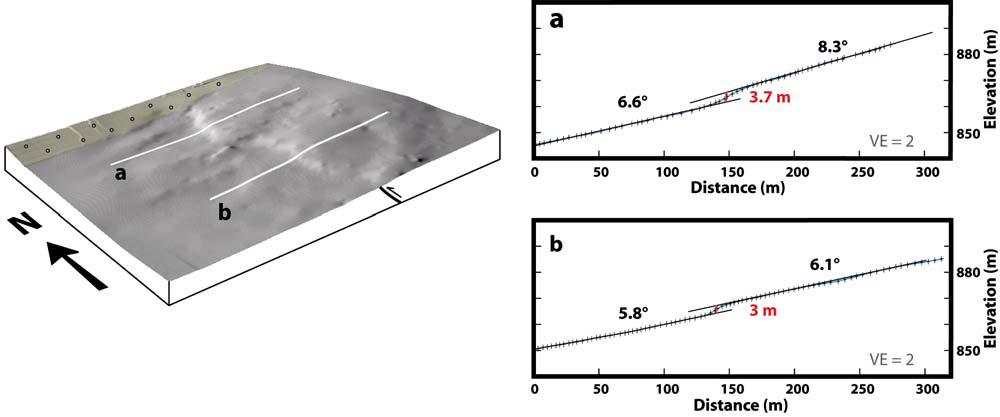 a
b
N
a
8.3°
6.6°
3.7 m
VE = 2
880
850
Elevation (m)
0 50 100 150 200 250 300
Distance (m)
b
6.1°
5.8°
3 m
VE = 2
880
850
Elevation (m)
0 50 100 150 200 250 300
Distance (m)